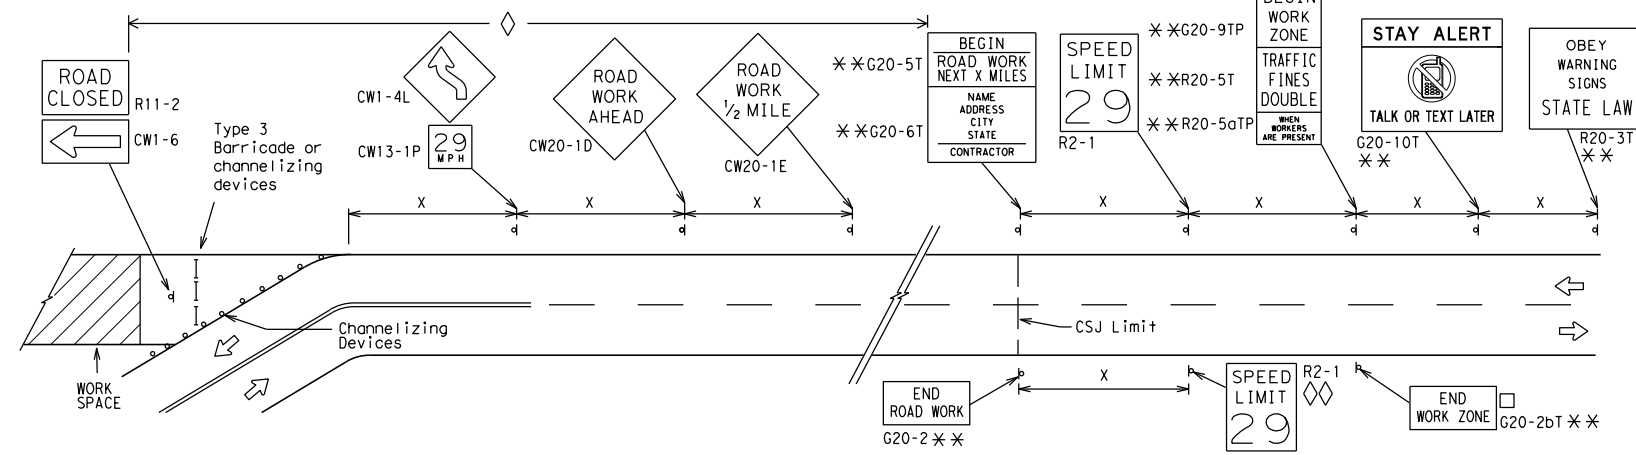 ROAD
CLOSED
R11-2
CW1-6
Type 3
Barricade or
channelizing
devices
CW1-4L
CW13-1P
29
MPH
ROAD
WORK
AHEAD
CW20-1D
ROAD
WORK
1/2 MILE
CW20-1E
**G20-5T
**G20-6T
BEGIN
ROAD WORK
NEXT X MILES
NAME
ADDRESS
CITY
STATE
CONTRACTOR
SPEED
LIMIT
29
R2-1
**G20-9TP
**R20-5T
**R20-5aTP
BEGIN
WORK
ZONE
TRAFFIC
FINES
DOUBLE
WHEN
WORKERS
ARE PRESENT
STAY ALERT
TALK OR TEXT LATER
G20-10T
**
OBEY
WARNING
SIGNS
STATE LAW
R20-3T
**
X
X
X
X
X
X
X
Channelizing
Devices
WORK
SPACE
CSJ Limit
END
ROAD WORK
G20-2**
X
SPEED
LIMIT
29
R2-1
END
WORK ZONE
G20-2bT**